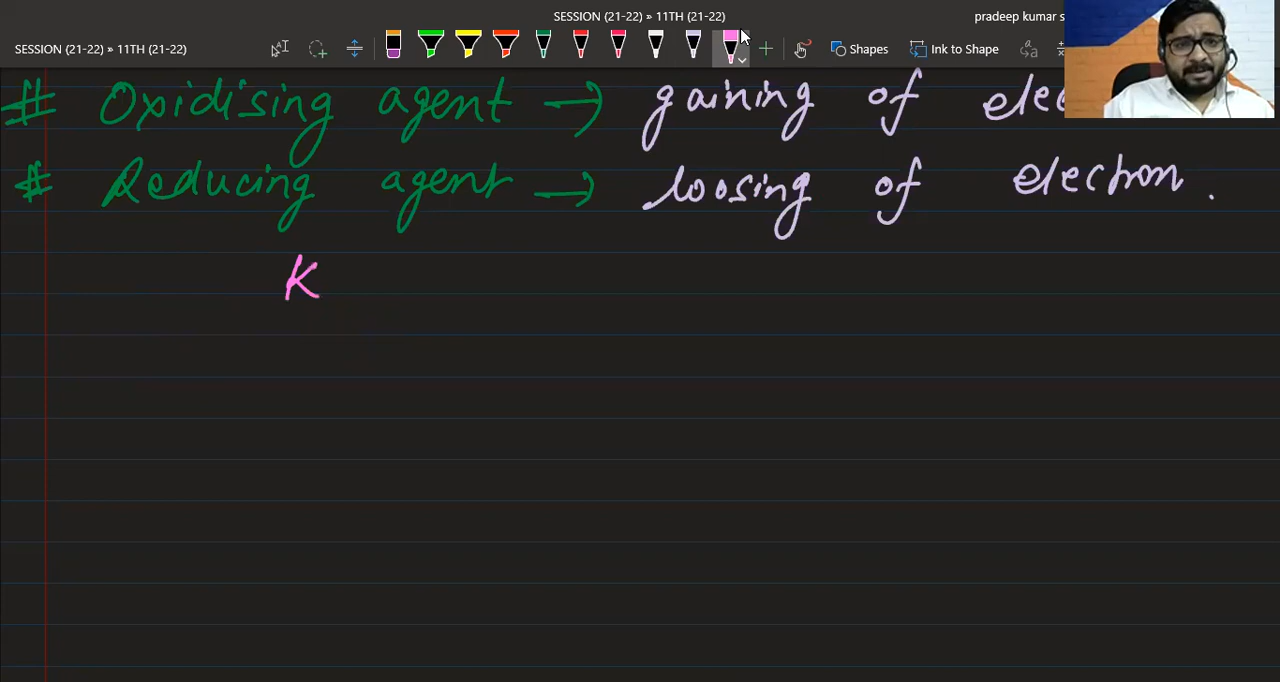 SESSION (21-22) » 11TH (21-22)
pradeep kumar s
SESSION (21-22) » 11TH (21-22)
Shapes
Ink to Shape
# Oxidising agent → gaining of elec
# Reducing agent → loosing of electron.
K